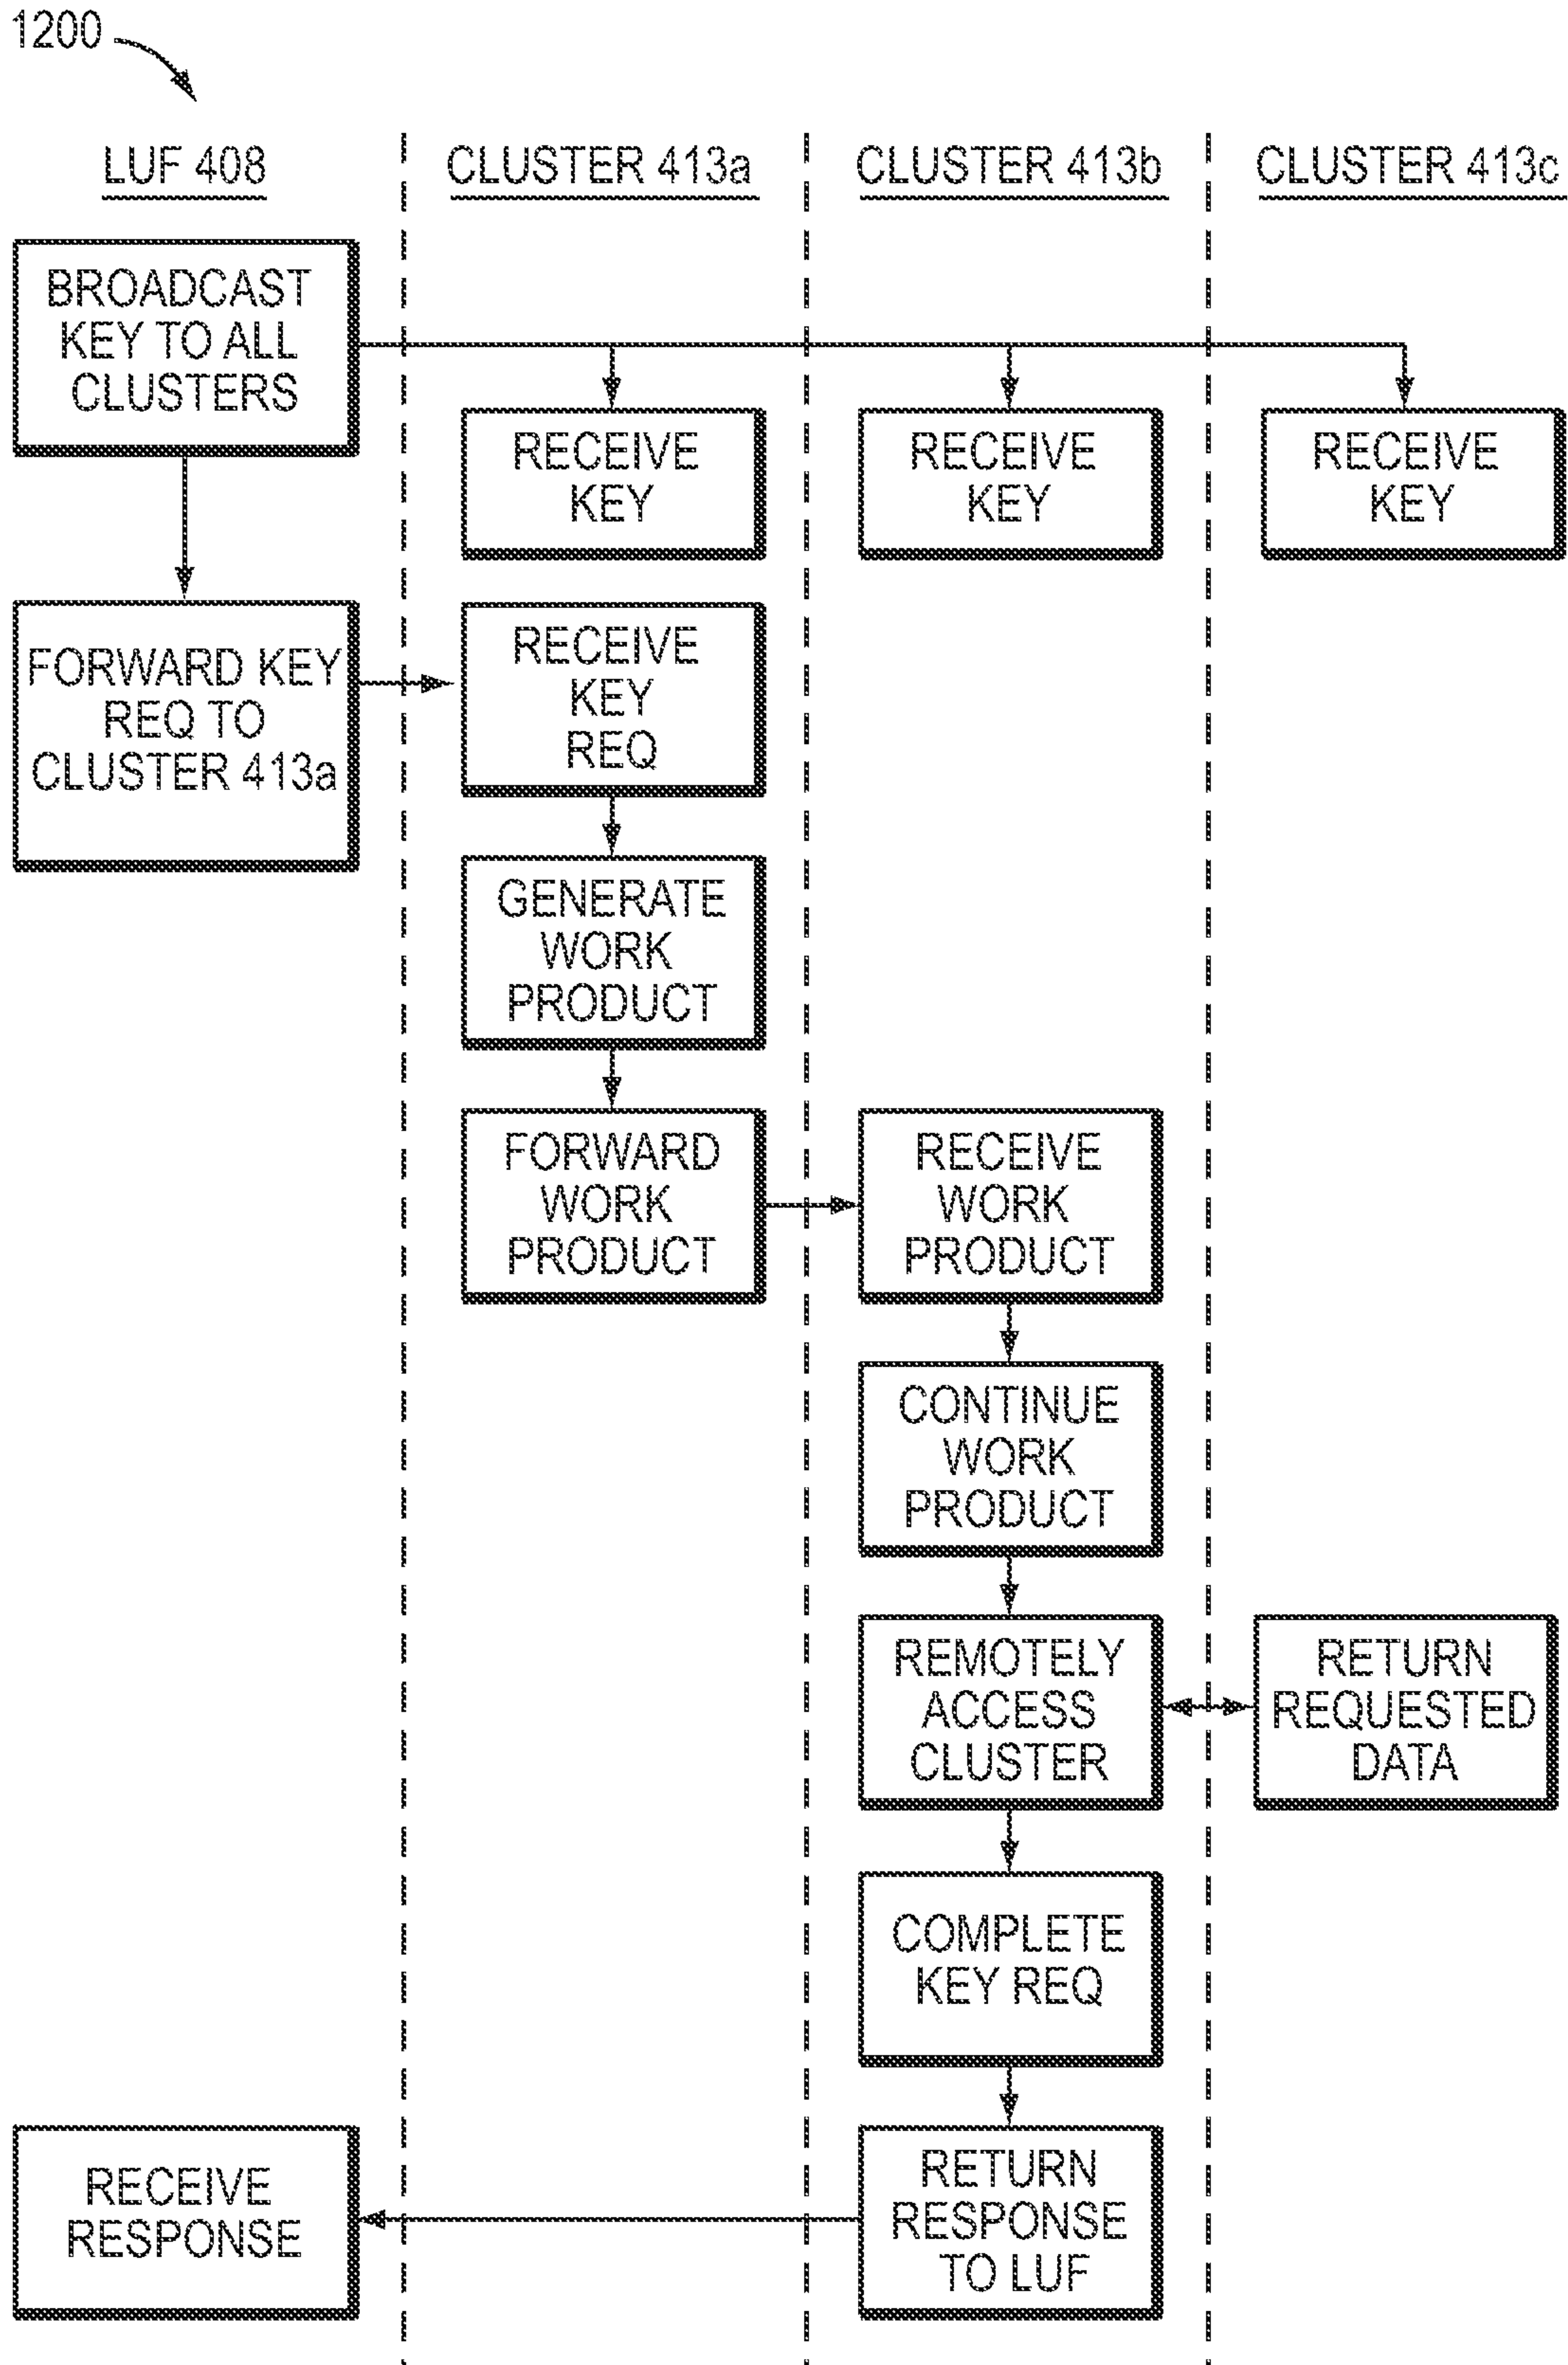 1200
LUF 408
CLUSTER 413a
CLUSTER 413b
CLUSTER 413c
BROADCAST
KEY TO ALL
CLUSTERS
RECEIVE
KEY
RECEIVE
KEY
RECEIVE
KEY
FORWARD KEY
REQ TO
CLUSTER 413a
RECEIVE
KEY
REQ
GENERATE
WORK
PRODUCT
FORWARD
WORK
PRODUCT
RECEIVE
WORK
PRODUCT
CONTINUE
WORK
PRODUCT
REMOTELY
ACCESS
CLUSTER
RETURN
REQUESTED
DATA
COMPLETE
KEY REQ
RETURN
RESPONSE
TO LUF
RECEIVE
RESPONSE